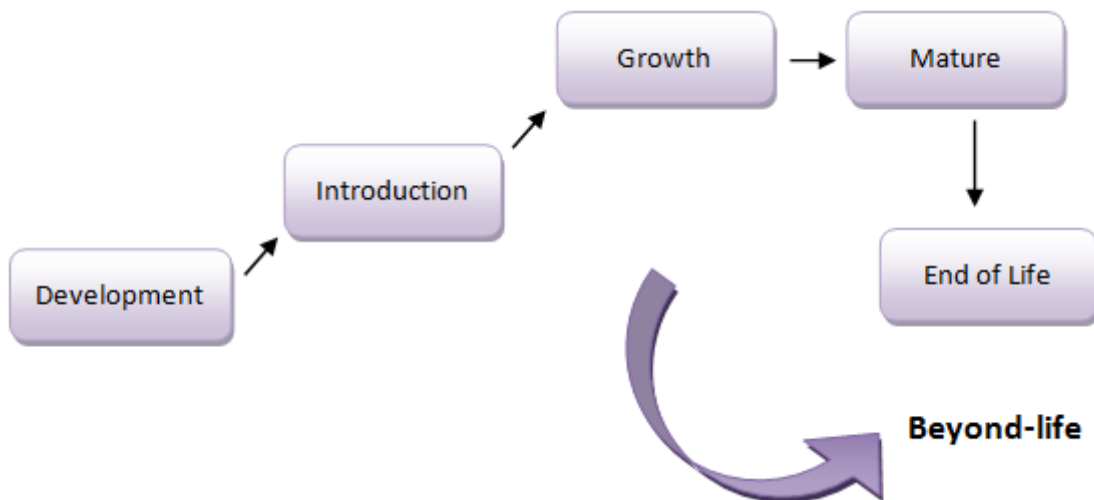 Development
Introduction
Growth
Mature
End of Life
Beyond-life